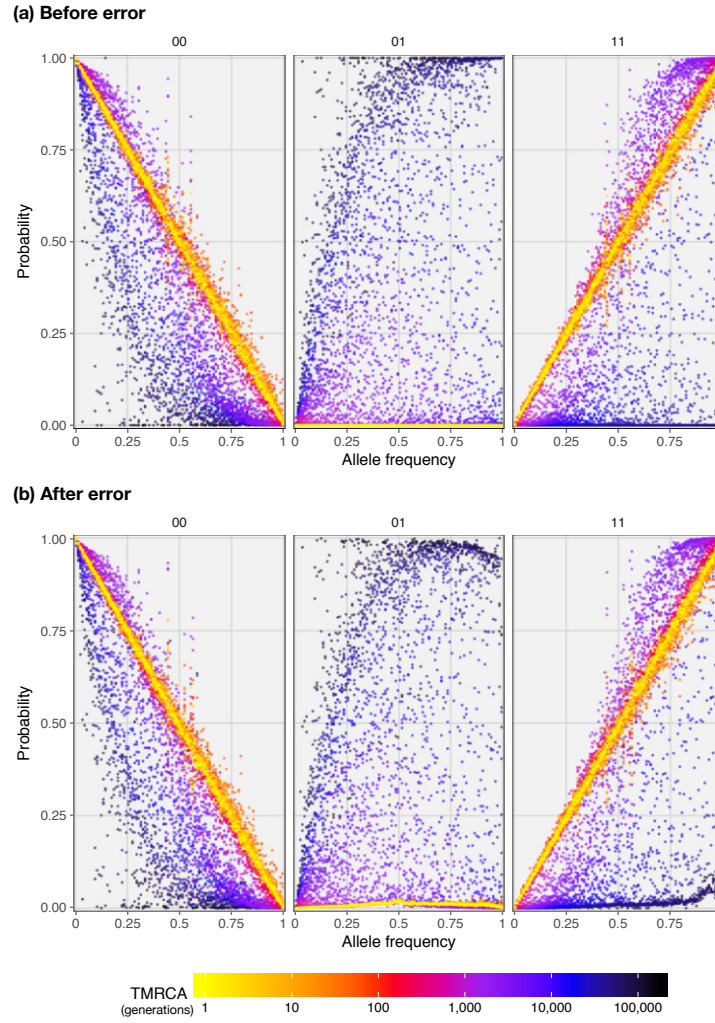 (a) Before error
00 01 11
1.00
0.75
0.50
0.25
0.00
Probability
0 0.25 0.5 0.75 1 0 0.25 0.5 0.75 1 0 0.25 0.5 0.75
Allele frequency Allele frequency
(b) After error
00 01 11
1.00
0.75
0.50
0.25
0.00
Probability
0 0.25 0.5 0.75 1 0 0.25 0.5 0.75 1 0 0.25 0.5 0.75
Allele frequency Allele frequency
TMRCA
(generations) 1 10 100 1,000 10,000 100,000